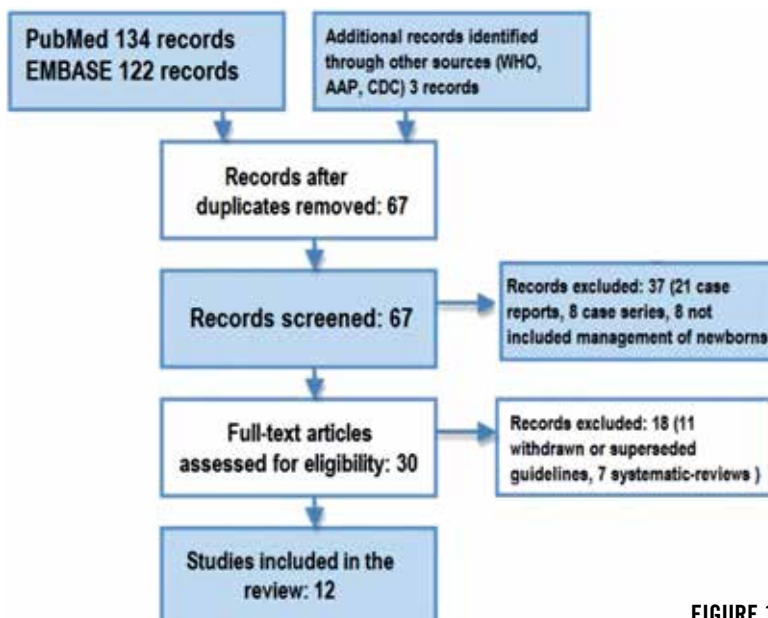 PubMed 134 records
EMBASE 122 records
Additional records identified
through other sources (WHO,
AAP, CDC) 3 records
Records after
duplicates removed: 67
Records screened: 67
Records excluded: 37 (21 case
reports, 8 case series, 8 not
included management of newborns
Full-text articles
assessed for eligibility: 30
Records excluded: 18 (11
withdrawn or superseded
guidelines, 7 systematic-reviews )
Studies included in the
review: 12
FIGURE 1